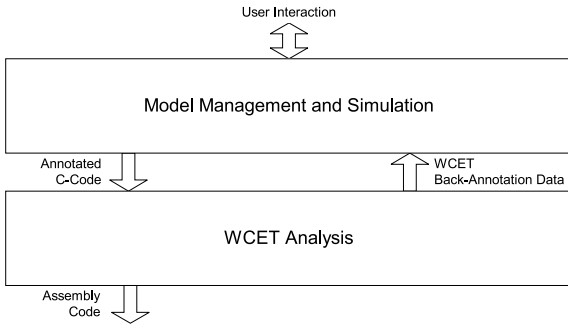 User Interaction
Model Management and Simulation
Annotated
C-Code
WCET
Back-Annotation Data
WCET Analysis
Assembly
Code